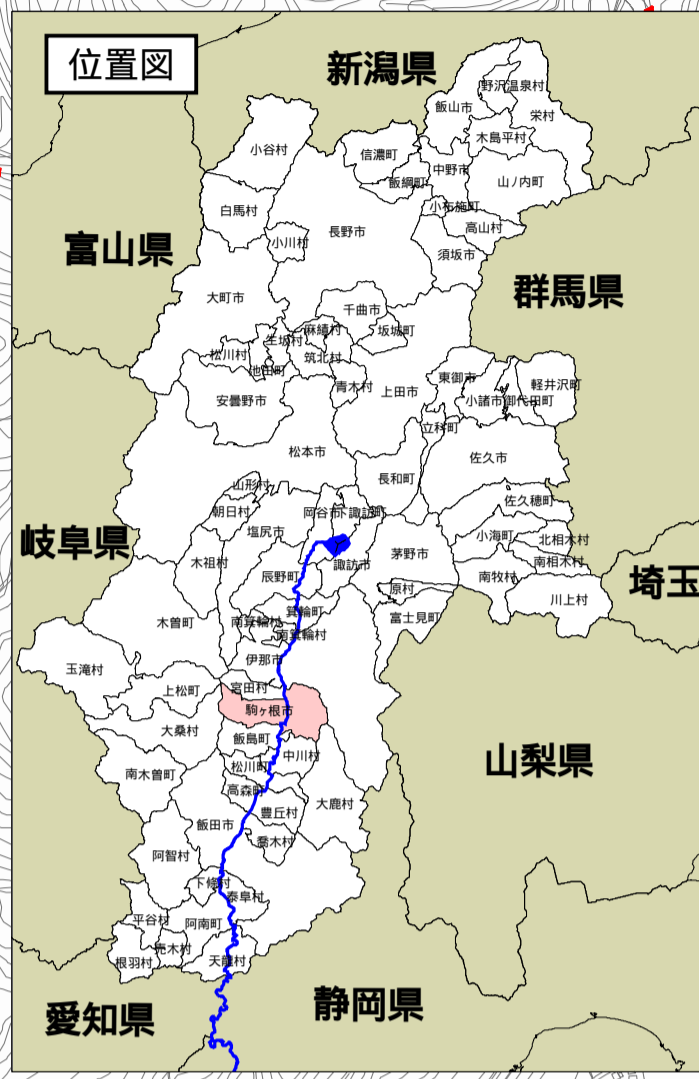 位置図
新潟県
野沢温泉村
飯山市
栄村
木島平村
小谷村
信濃町
中野市
飯綱町
山ノ内町
白馬村
小布施町
高山村
長野市
小川村
須坂市
富山県
群馬県
大町市
千曲市
麻績村
坂城町
生坂村
松川村
筑北村
池田町
青木村
東御市
軽井沢町
上田市
安曇野市
小諸市
御代田町
立科町
松本市
佐久市
長和町
山形村
佐久穂町
朝日村
岡谷市
下諏訪町
塩尻市
小海町
北相木村
岐阜県
茅野市
木祖村
諏訪市
南相木村
辰野町
南牧村
埼玉
原村
川上村
箕輪町
富士見町
木曽町
南箕輪村
南箕輪村
伊那市
玉滝村
宮田村
上松町
駒ヶ根市
大桑村
飯島町
中川村
山梨県
松川町
南木曽町
高森町
大鹿村
豊丘村
飯田市
喬木村
阿智村
下條村
泰阜村
平谷村
阿南町
売木村
根羽村
天龍村
静岡県
愛知県